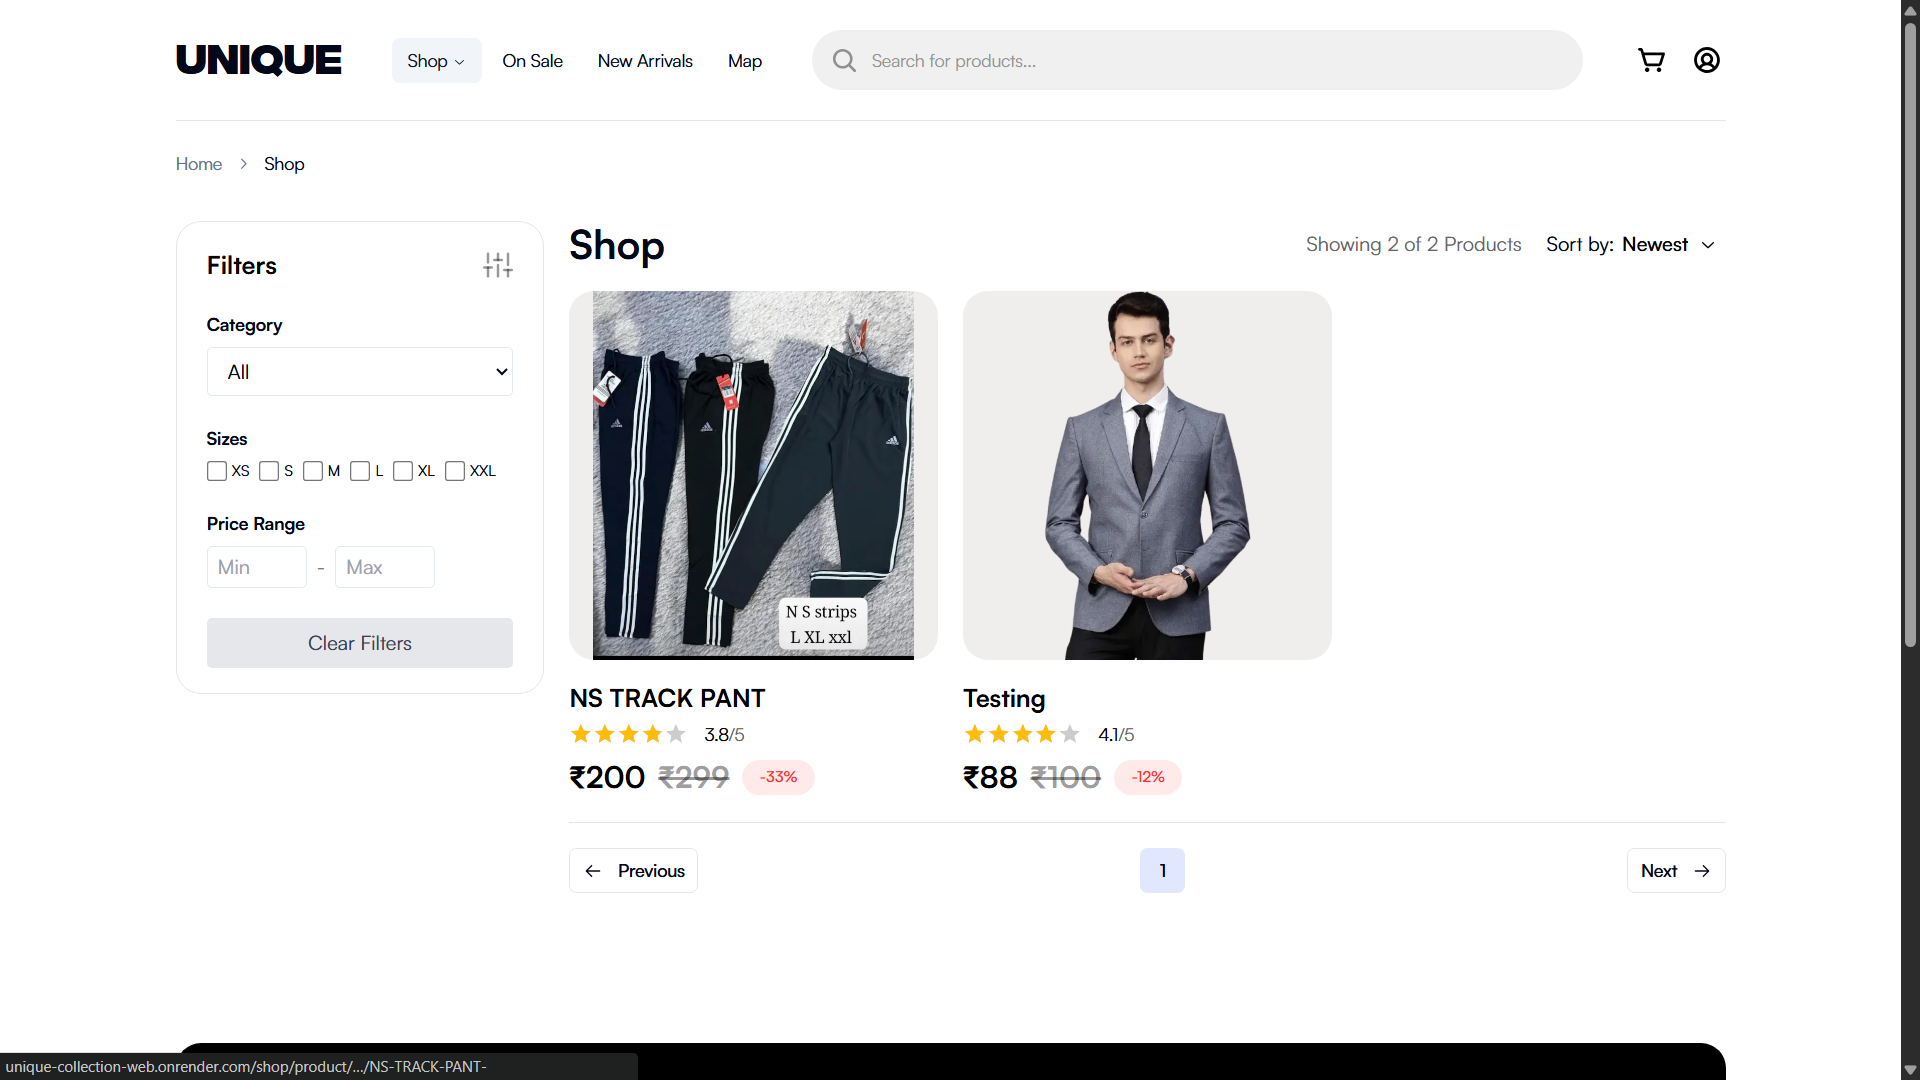 UNIQUE
Shop
On Sale
New Arrivals
Map
Search for products...
Home
Shop
Filters
Category
All
Sizes
XS S M L XL XXL
Price Range
Min - Max
Clear Filters
Shop
Showing 2 of 2 Products
Sort by: Newest
N S strips
L XL xxl
NS TRACK PANT
3.8/5
₹200 ₹299 -33%
Testing
4.1/5
₹88 ₹100 -12%
Previous
1
Next
unique-collection-web.onrender.com/shop/product/.../NS-TRACK-PANT-